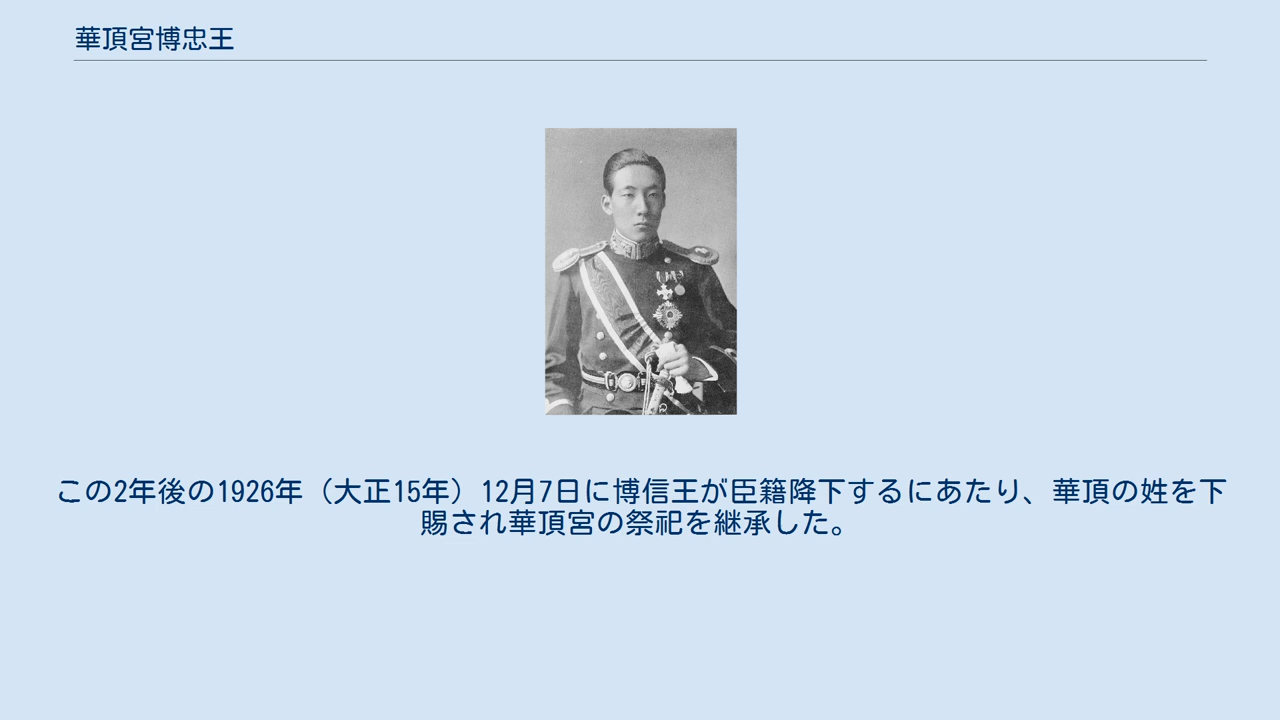 華頂宮博忠王
この2年後の1926年（大正15年）12月7日に博信王が臣籍降下するにあたり、華頂の姓を下
賜され華頂宮の祭祀を継承した。